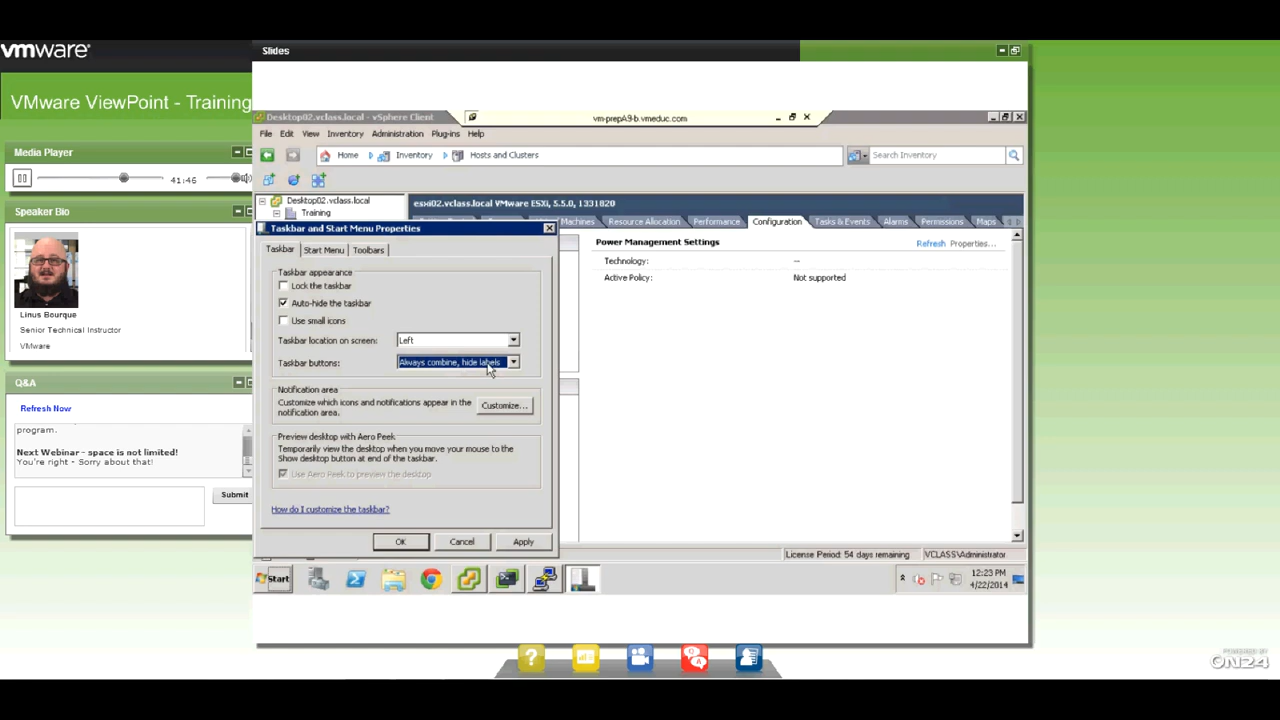 vmware®
Slides
VMware ViewPoint - Training
Media Player
41:46
Speaker Bio
Linus Bourque
Senior Technical Instructor
VMware
Q&A
Refresh Now
program.
Next Webinar - space is not limited!
You're right - Sorry about that!
Submit
Desktop02.vclass.local - vSphere Client
vm-prepA9-b.vmeduc.com
File Edit View Inventory Administration Plug-ins Help
Home Inventory Hosts and Clusters
Search Inventory
Desktop02.vclass.local
Training
esxi02.vclass.local VMware ESXi, 5.5.0, 1331820
Machines Resource Allocation Performance Configuration Tasks & Events Alarms Permissions Maps
Power Management Settings
Refresh Properties...
Technology: --
Active Policy: Not supported
Taskbar and Start Menu Properties
Taskbar Start Menu Toolbars
Taskbar appearance
Lock the taskbar
Auto-hide the taskbar
Use small icons
Taskbar location on screen: Left
Taskbar buttons: Always combine, hide labels
Notification area
Customize which icons and notifications appear in the
notification area.
Customize...
Preview desktop with Aero Peek
Temporarily view the desktop when you move your mouse to the
Show desktop button at end of the taskbar.
Use Aero Peek to preview the desktop
How do I customize the taskbar?
OK Cancel Apply
License Period: 54 days remaining VCLASS\Administrator
Start
12:23 PM
4/22/2014
POWERED BY
ON24